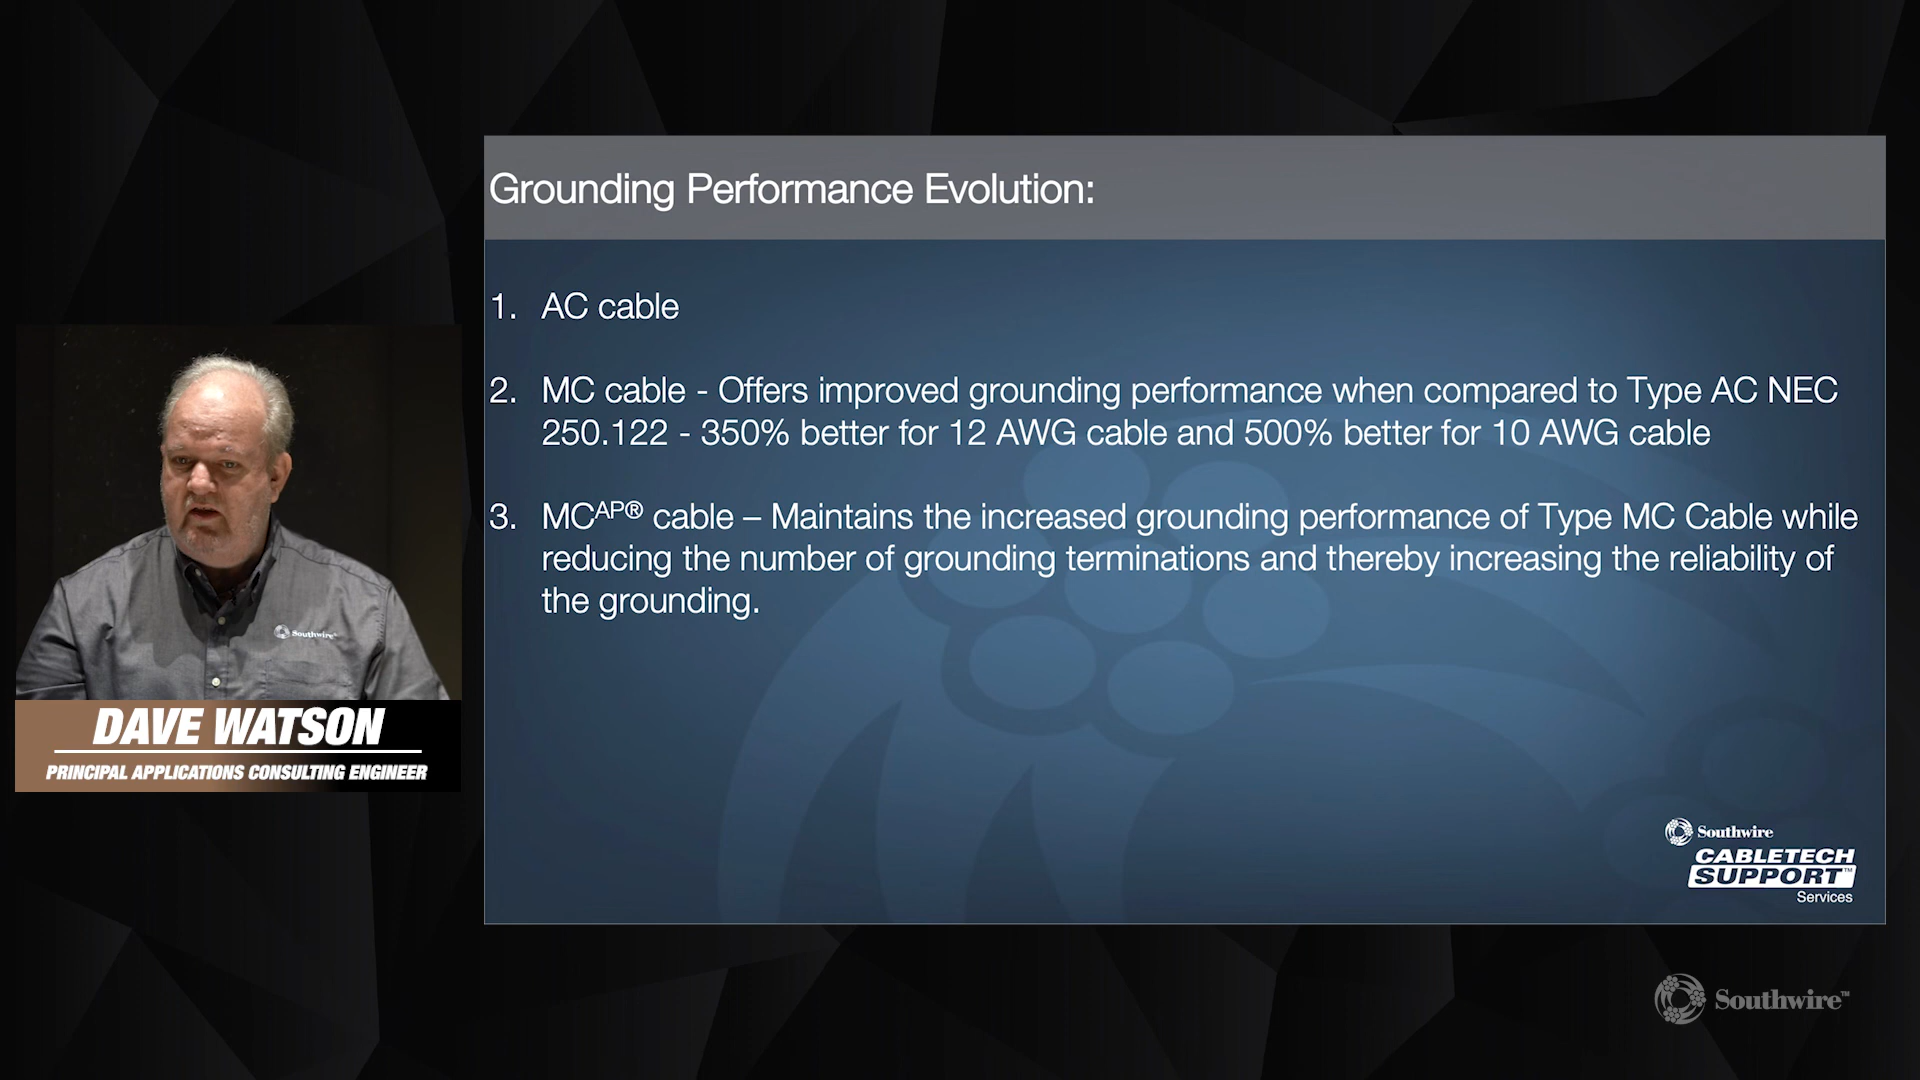 Grounding Performance Evolution:
1. AC cable
2. MC cable - Offers improved grounding performance when compared to Type AC NEC
250.122 - 350% better for 12 AWG cable and 500% better for 10 AWG cable
3. MCAP® cable – Maintains the increased grounding performance of Type MC Cable while
reducing the number of grounding terminations and thereby increasing the reliability of
the grounding.
Southwire
DAVE WATSON
PRINCIPAL APPLICATIONS CONSULTING ENGINEER
Southwire
CABLETECH
SUPPORT™
Services
Southwire™